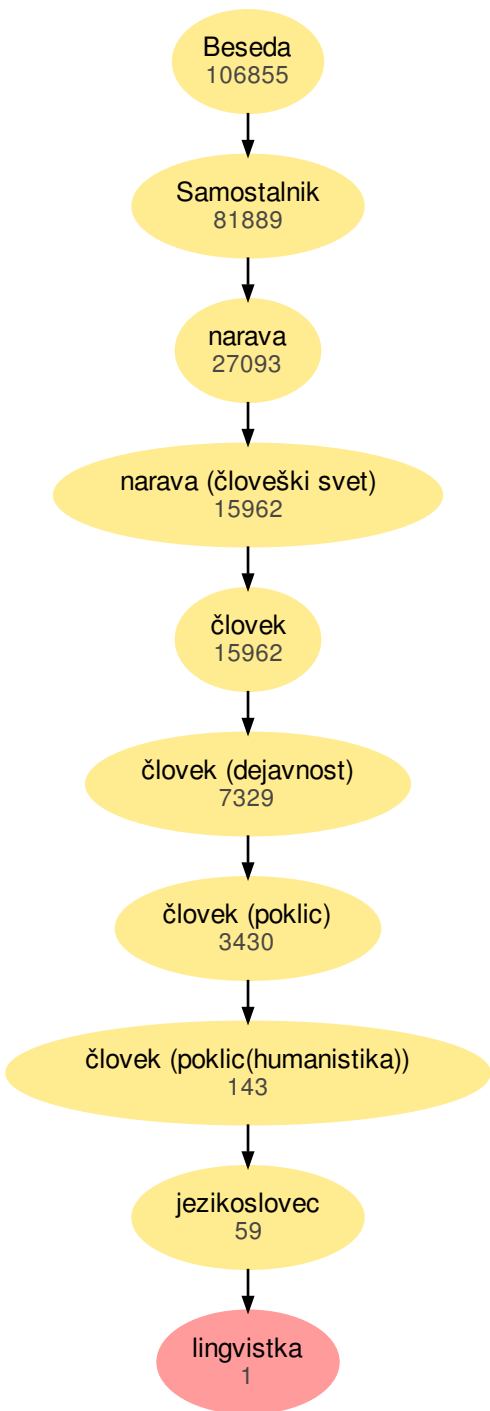 Beseda
106855
Samostalnik
81889
narava
27093
narava (človeški svet)
15962
človek
15962
človek (dejavnost)
7329
človek (poklic)
3430
človek (poklic(humanistika))
143
jezikoslovec
59
lingvistka
1